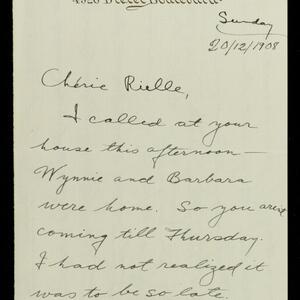 Sunday
20/12/1908
Chérie Rielle,
I called at your
house this afternoon —
Wynnie and Barbara
were home. So you aren't
coming till Thursday.
I had not realized it
was to be so late.